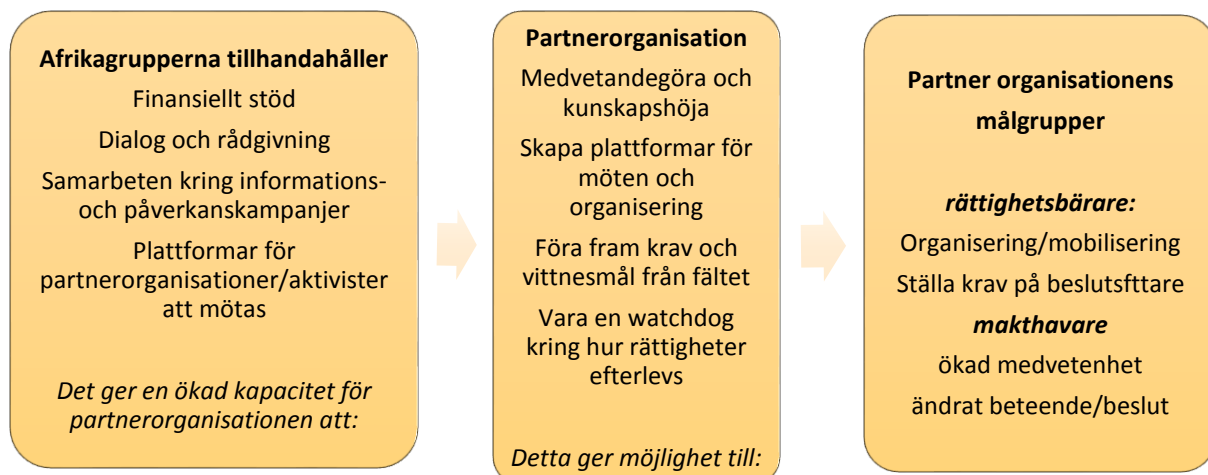 Afrikagrupperna tillhandahåller
Finansiellt stöd
Dialog och rådgivning
Samarbeten kring informations-
och påverkanskampanjer
Plattformar för
partnerorganisationer/aktivister
att mötas
Det ger en ökad kapacitet för
partnerorganisationen att:
Partnerorganisation
Medvetandegöra och
kunskapshöja
Skapa plattformar för
möten och
organisering
Föra fram krav och
vittnesmål från fältet
Vara en watchdog
kring hur rättigheter
efterlevs
Detta ger möjlighet till:
Partner organisationens
målgrupper
rättighetsbärare:
Organisering/mobilisering
Ställa krav på beslutsfttare
makthavare
ökad medvetenhet
ändrat beteende/beslut